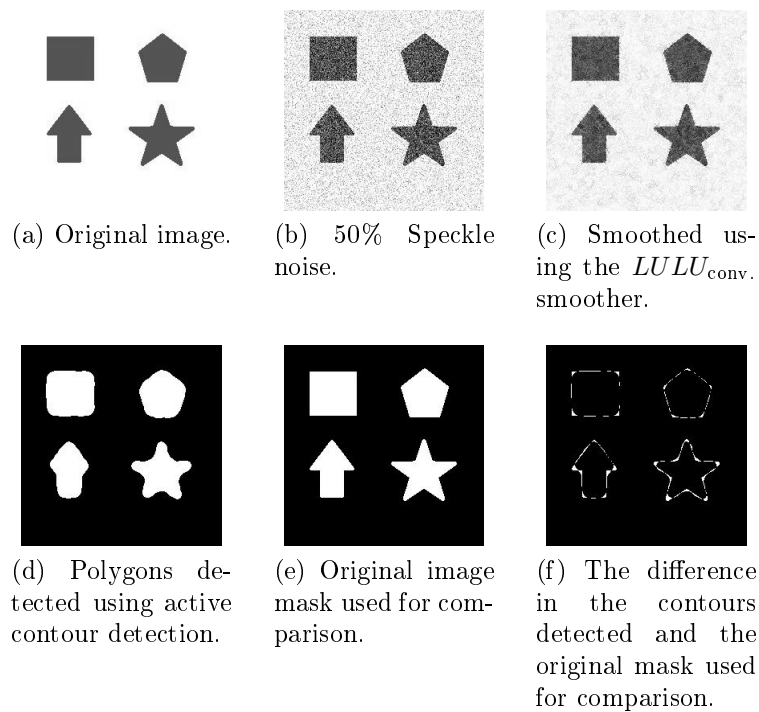 (a) Original image.
(b) 50% Speckle
noise.
(c) Smoothed us-
ing the LULU_conv.
smoother.
(d) Polygons de-
tected using active
contour detection.
(e) Original image
mask used for com-
parison.
(f) The difference
in the contours
detected and the
original mask used
for comparison.